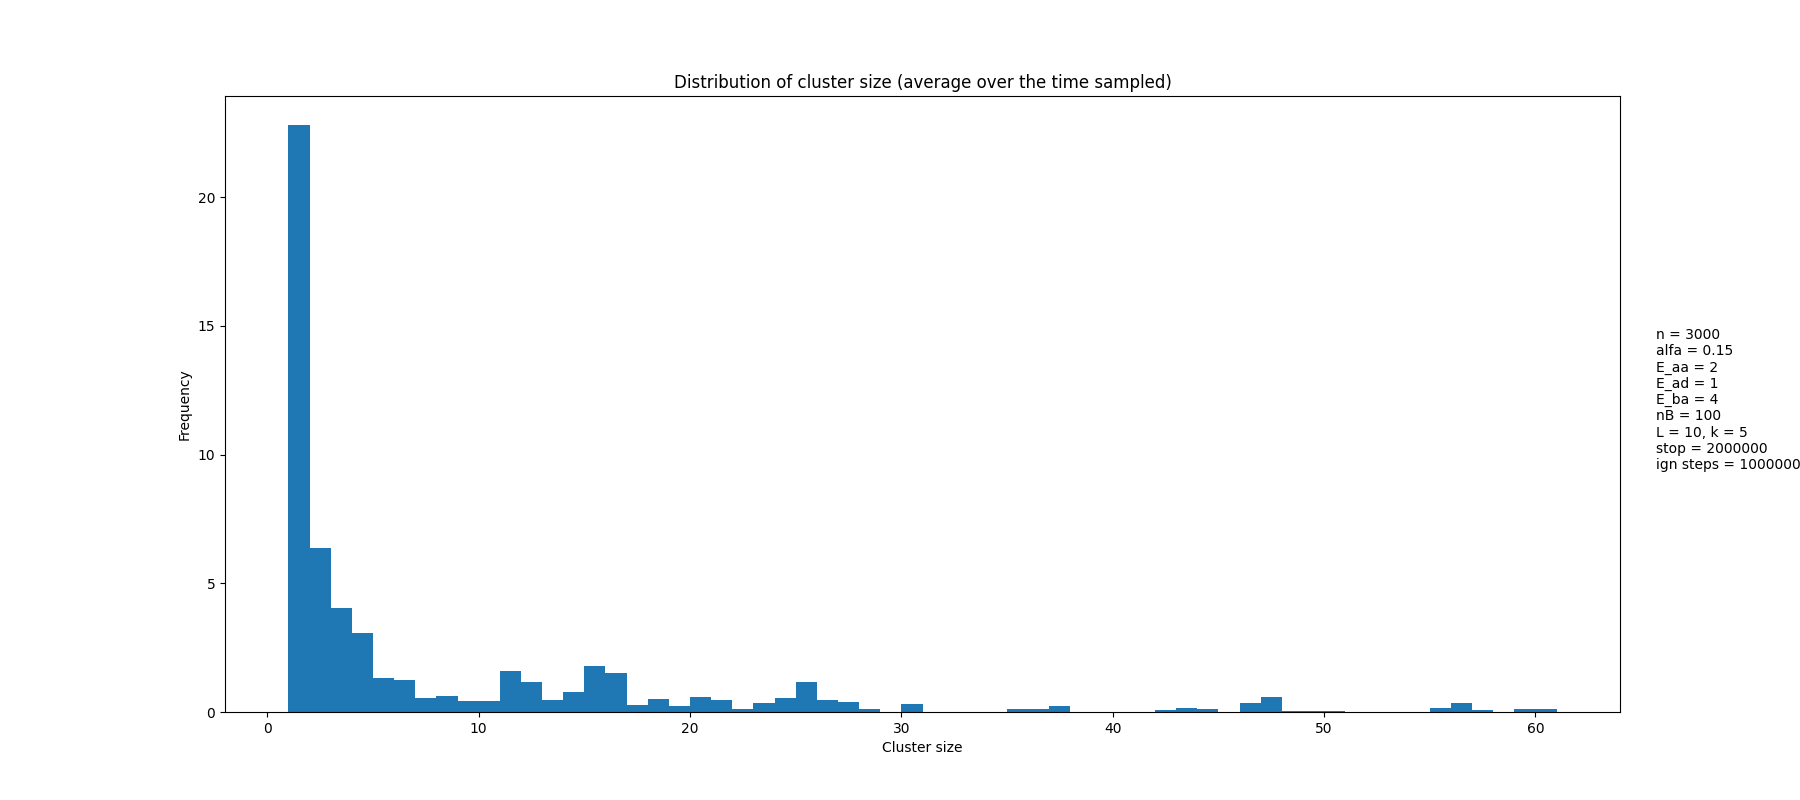 Distribution of cluster size (average over the time sampled)
20
15
10
5
0
Frequency
0 10 20 30 40 50 60
Cluster size
n = 3000
alfa = 0.15
E_aa = 2
E_ad = 1
E_ba = 4
nB = 100
L = 10, k = 5
stop = 2000000
ign steps = 1000000